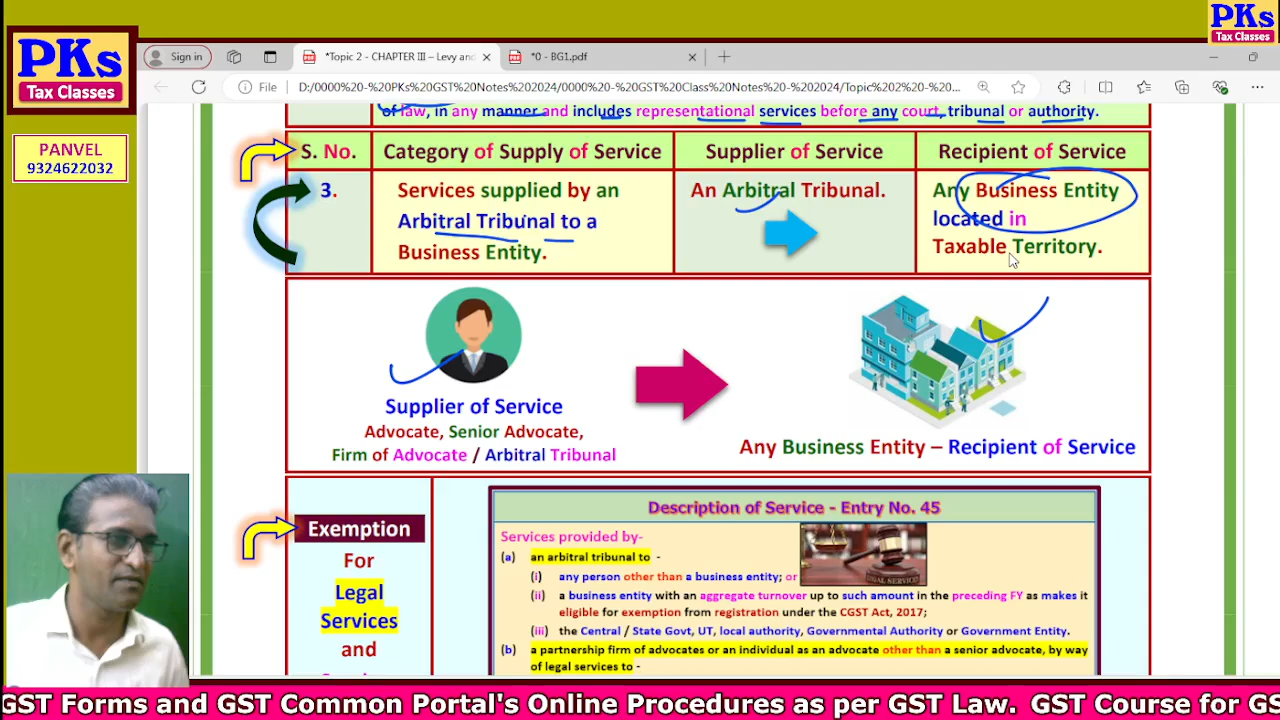 PKs
Tax Classes
PKs
Tax Classes
Sign in
*Topic 2 - CHAPTER III – Levy and
*0 - BG1.pdf
File
D:/0000%20-%20PKs%20GST%20Notes%202024/0000%20-%20GST%20Class%20Notes%20-%202024/Topic%202%20-%20C...
PANVEL
9324622032
of law, in any manner and includes representational services before any court, tribunal or authority.
S. No.
Category of Supply of Service
Supplier of Service
Recipient of Service
3.
Services supplied by an
Arbitral Tribunal to a
Business Entity.
An Arbitral Tribunal.
Any Business Entity
located in
Taxable Territory.
Supplier of Service
Advocate, Senior Advocate,
Firm of Advocate / Arbitral Tribunal
Any Business Entity – Recipient of Service
Exemption
For
Legal
Services
and
Description of Service - Entry No. 45
Services provided by-
(a) an arbitral tribunal to -
(i) any person other than a business entity; or
(ii) a business entity with an aggregate turnover up to such amount in the preceding FY as makes it
eligible for exemption from registration under the CGST Act, 2017;
(iii) the Central / State Govt, UT, local authority, Governmental Authority or Government Entity.
(b) a partnership firm of advocates or an individual as an advocate other than a senior advocate, by way
of legal services to -
LEGAL SERVICE
GST Forms and GST Common Portal's Online Procedures as per GST Law. GST Course for GS